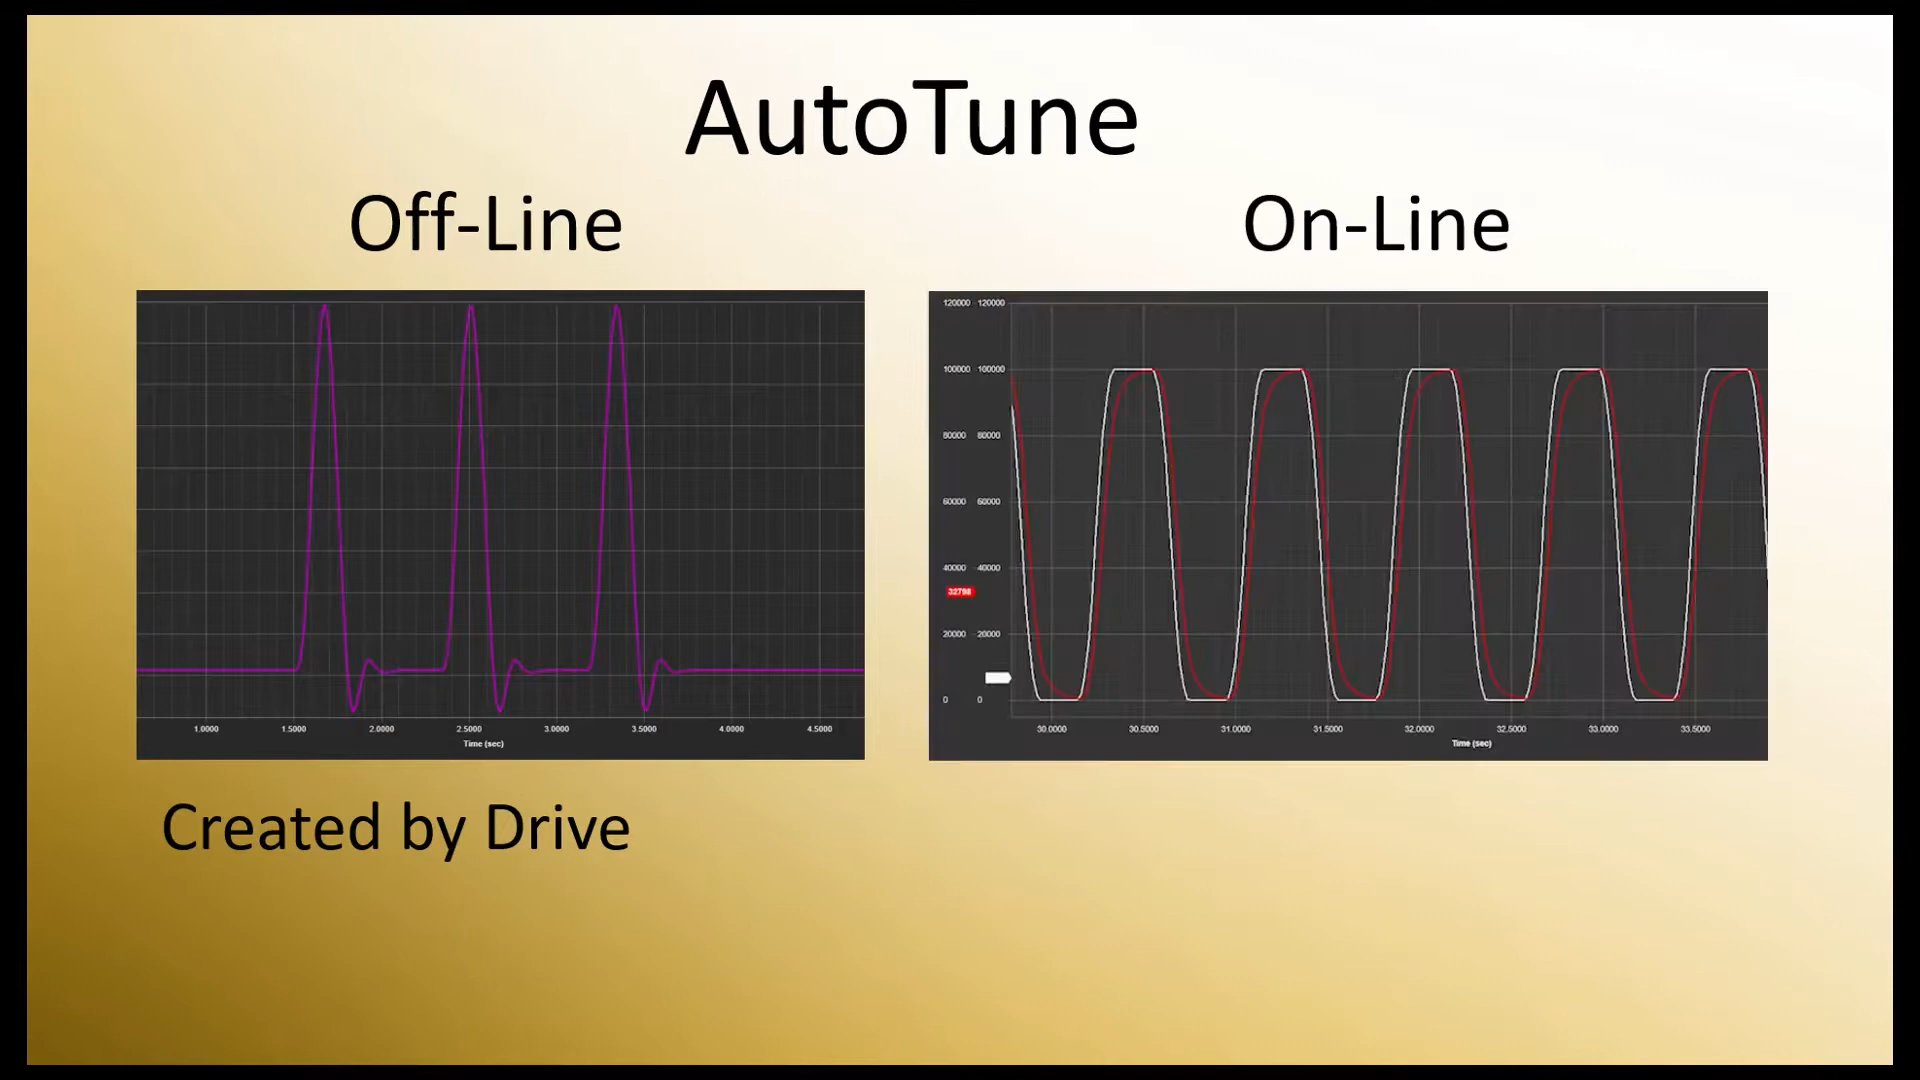 AutoTune
Off-Line
On-Line
1.0000 1.5000 2.0000 2.5000 3.0000 3.5000 4.0000 4.5000
Time (sec)
120000 120000
100000 100000
80000 80000
60000 60000
40000 40000
32798
20000 20000
0 0
30.0000 30.5000 31.0000 31.5000 32.0000 32.5000 33.0000 33.5000
Time (sec)
Created by Drive